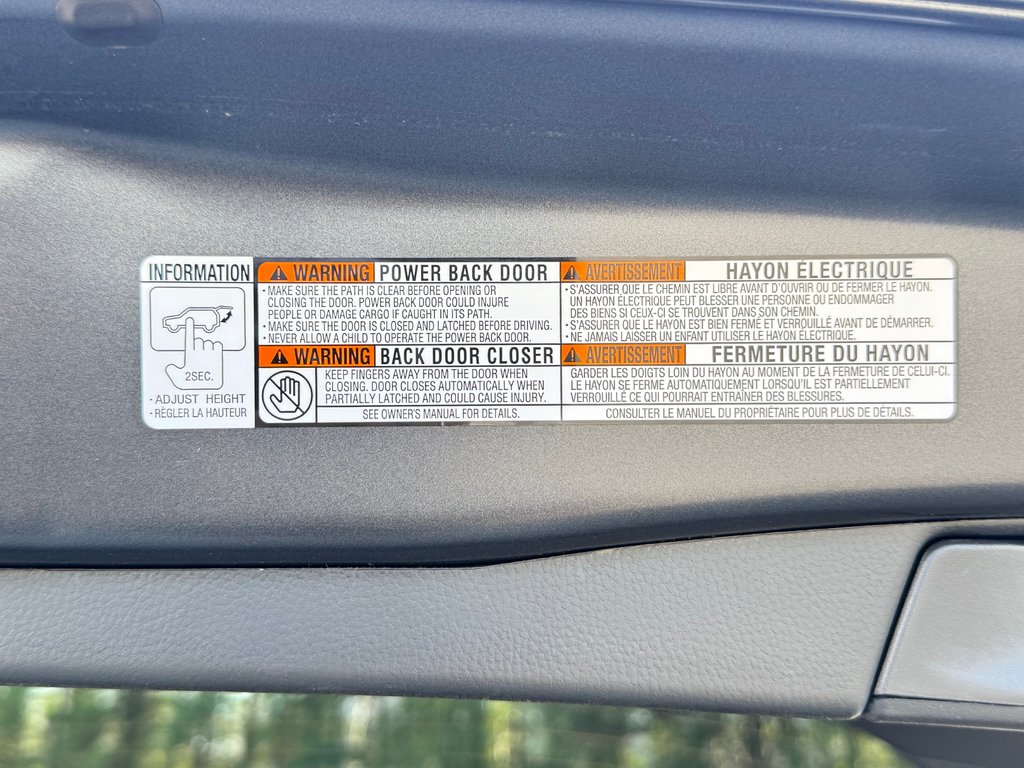 INFORMATION
2SEC.
· ADJUST HEIGHT
· RÈGLER LA HAUTEUR
WARNING POWER BACK DOOR
· MAKE SURE THE PATH IS CLEAR BEFORE OPENING OR
CLOSING THE DOOR. POWER BACK DOOR COULD INJURE
PEOPLE OR DAMAGE CARGO IF CAUGHT IN ITS PATH.
· MAKE SURE THE DOOR IS CLOSED AND LATCHED BEFORE DRIVING.
· NEVER ALLOW A CHILD TO OPERATE THE POWER BACK DOOR.
WARNING BACK DOOR CLOSER
KEEP FINGERS AWAY FROM THE DOOR WHEN
CLOSING. DOOR CLOSES AUTOMATICALLY WHEN
PARTIALLY LATCHED AND COULD CAUSE INJURY.
SEE OWNER'S MANUAL FOR DETAILS.
AVERTISSEMENT HAYON ÉLECTRIQUE
· S'ASSURER QUE LE CHEMIN EST LIBRE AVANT D'OUVRIR OU DE FERMER LE HAYON.
UN HAYON ÉLECTRIQUE PEUT BLESSER UNE PERSONNE OU ENDOMMAGER
DES BIENS SI CEUX-CI SE TROUVENT DANS SON CHEMIN.
· S'ASSURER QUE LE HAYON EST BIEN FERMÉ ET VERROUILLÉ AVANT DE DÉMARRER.
· NE JAMAIS LAISSER UN ENFANT UTILISER LE HAYON ÉLECTRIQUE.
AVERTISSEMENT FERMETURE DU HAYON
GARDER LES DOIGTS LOIN DU HAYON AU MOMENT DE LA FERMETURE DE CELUI-CI.
LE HAYON SE FERME AUTOMATIQUEMENT LORSQU'IL EST PARTIELLEMENT
VERROUILLÉ CE QUI POURRAIT ENTRAÎNER DES BLESSURES.
CONSULTER LE MANUEL DU PROPRIÉTAIRE POUR PLUS DE DÉTAILS.